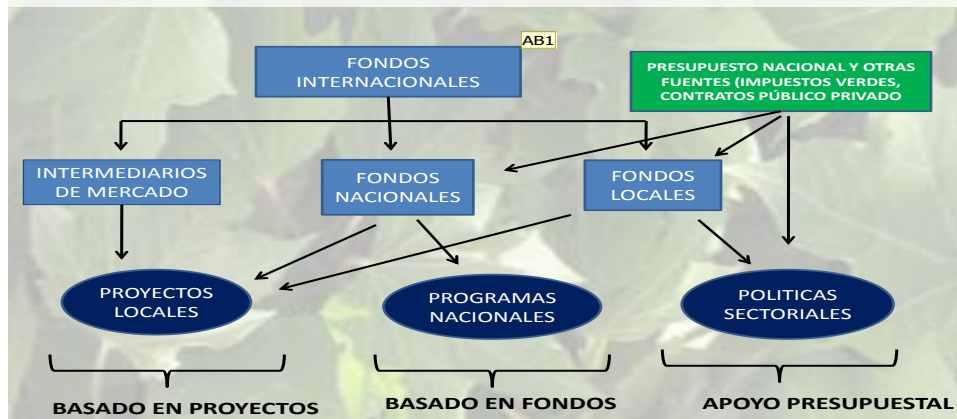 AB1
FONDOS
INTERNACIONALES
PRESUPUESTO NACIONAL Y OTRAS
FUENTES (IMPUESTOS VERDES,
CONTRATOS PÚBLICO PRIVADO
INTERMEDIARIOS
DE MERCADO
FONDOS
NACIONALES
FONDOS
LOCALES
PROYECTOS
LOCALES
PROGRAMAS
NACIONALES
POLITICAS
SECTORIALES
BASADO EN PROYECTOS
BASADO EN FONDOS
APOYO PRESUPUESTAL